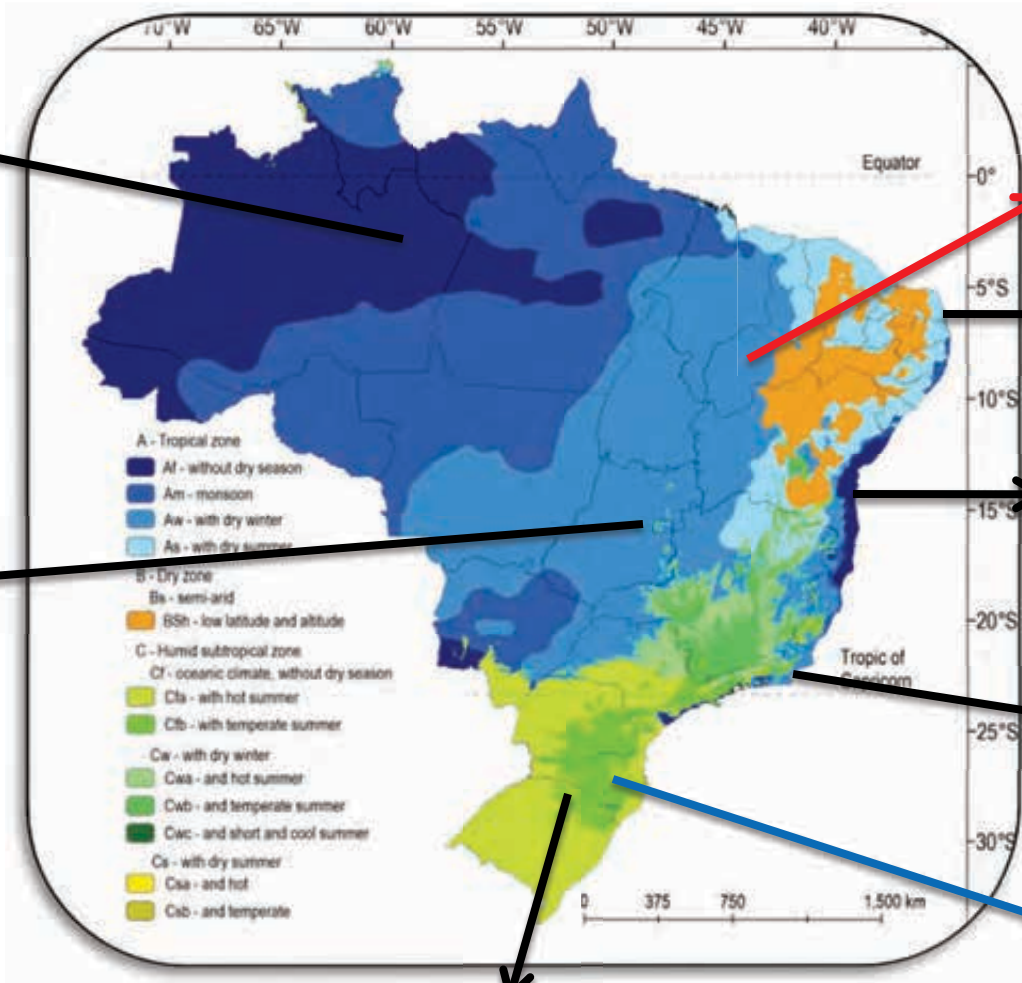 65°W 60°W 55°W 50°W 45°W 40°W
Equator
0°
5°S
10°S
15°S
20°S
Tropic of
Capricorn
25°S
30°S
A - Tropical zone
Af - without dry season
Am - monsoon
Aw - with dry winter
As - with dry summer
B - Dry zone
Bs - semi-arid
BSh - low latitude and altitude
C - Humid subtropical zone
Cf - oceanic climate, without dry season
Cfa - with hot summer
Cfb - with temperate summer
Cw - with dry winter
Cwa - and hot summer
Cwb - and temperate summer
Cwc - and short and cool summer
Cs - with dry summer
Csa - and hot
Csb - and temperate
0 375 750 1,500 km